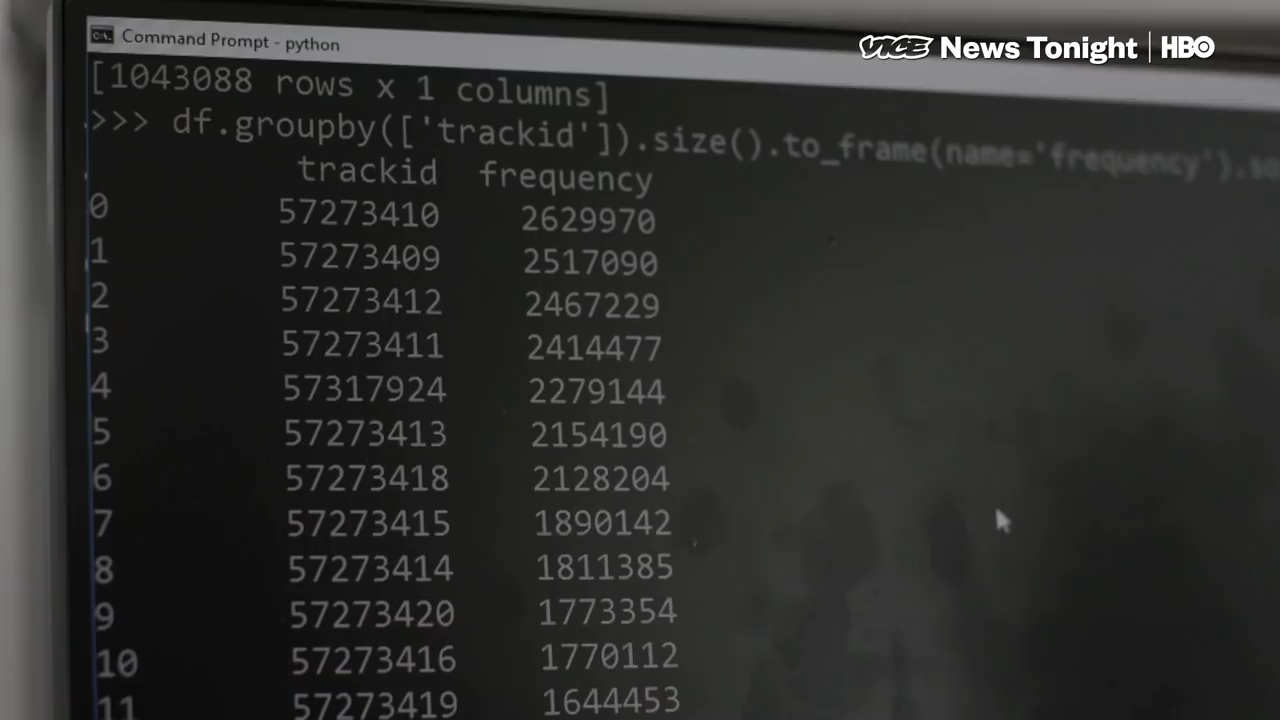 Command Prompt - python
VICE News Tonight | HBO
[1043088 rows x 1 columns]
>>> df.groupby(['trackid']).size().to_frame(name='frequency').so
trackid frequency
0 57273410 2629970
1 57273409 2517090
2 57273412 2467229
3 57273411 2414477
4 57317924 2279144
5 57273413 2154190
6 57273418 2128204
7 57273415 1890142
8 57273414 1811385
9 57273420 1773354
10 57273416 1770112
11 57273419 1644453